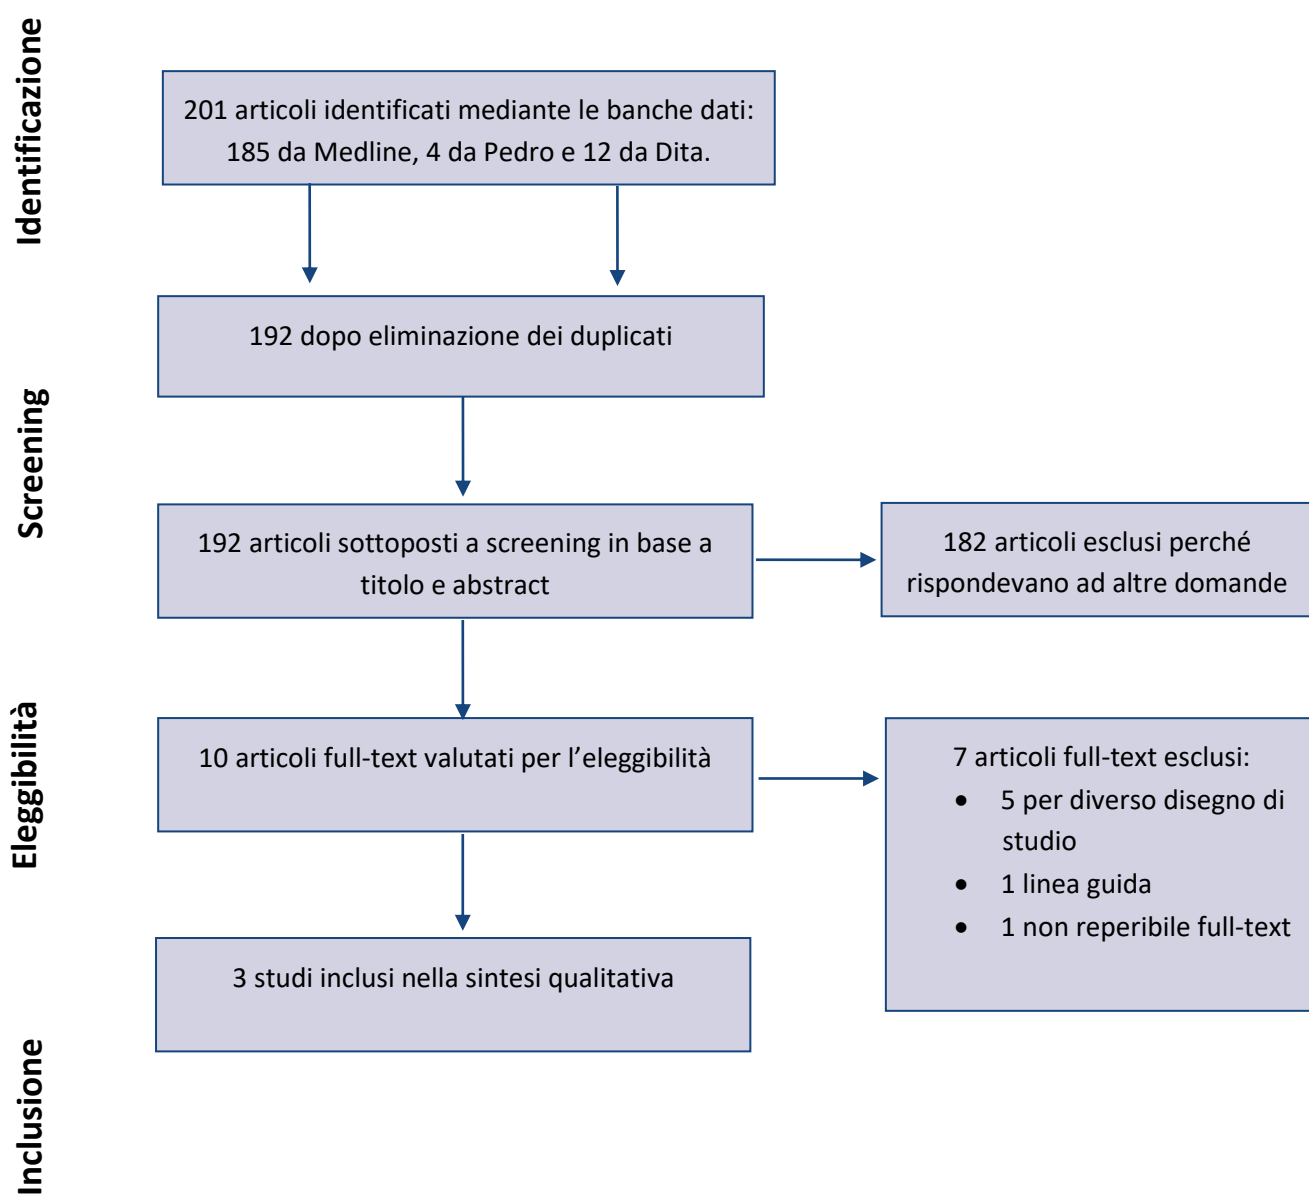 Identificazione
201 articoli identificati mediante le banche dati:
185 da Medline, 4 da Pedro e 12 da Dita.
192 dopo eliminazione dei duplicati
Screening
192 articoli sottoposti a screening in base a
titolo e abstract
182 articoli esclusi perché
rispondevano ad altre domande
Eleggibilità
10 articoli full-text valutati per l’eleggibilità
7 articoli full-text esclusi:
• 5 per diverso disegno di
studio
• 1 linea guida
• 1 non reperibile full-text
3 studi inclusi nella sintesi qualitativa
Inclusione